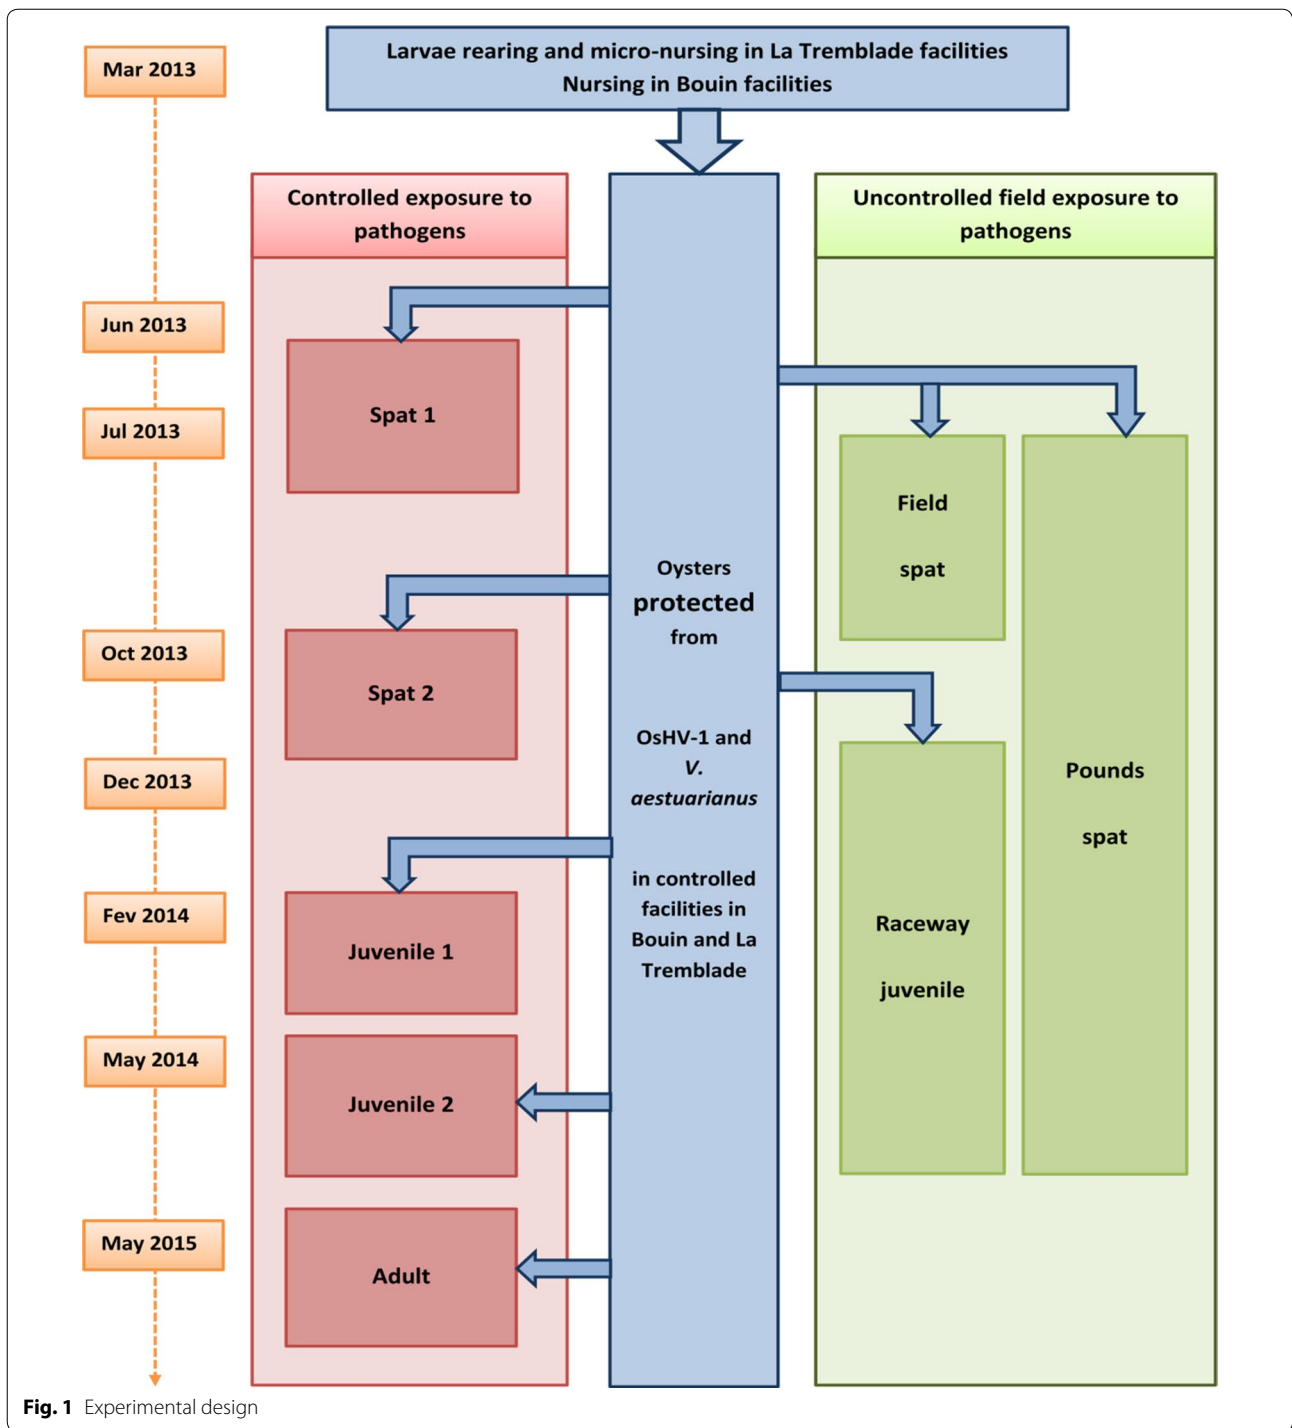 Mar 2013
Jun 2013
Jul 2013
Oct 2013
Dec 2013
Fev 2014
May 2014
May 2015
Larvae rearing and micro-nursing in La Tremblade facilities
Nursing in Bouin facilities
Controlled exposure to
pathogens
Spat 1
Spat 2
Juvenile 1
Juvenile 2
Adult
Oysters
protected
from
OsHV-1 and
V.
aestuarianus
in controlled
facilities in
Bouin and La
Tremblade
Uncontrolled field exposure to
pathogens
Field
spat
Raceway
juvenile
Pounds
spat
Fig. 1 Experimental design